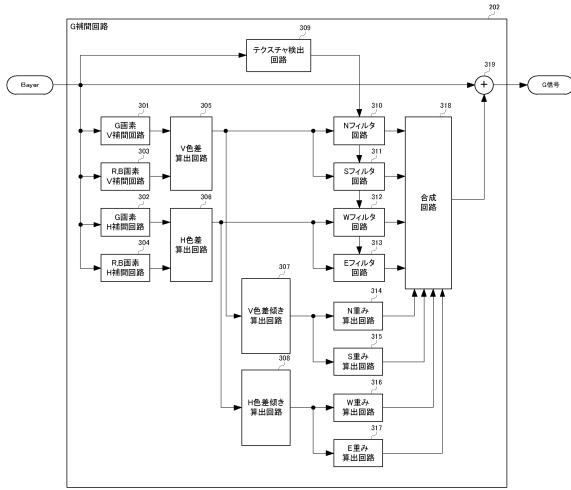 202
G補間回路
309
テクスチャ検出
回路
319
Bayer
+
G信号
301
G画素
V補間回路
305
V色差
算出回路
310
Nフィルタ
回路
318
合成
回路
303
R,B画素
V補間回路
311
Sフィルタ
回路
302
G画素
H補間回路
306
H色差
算出回路
312
Wフィルタ
回路
304
R,B画素
H補間回路
313
Eフィルタ
回路
307
V色差傾き
算出回路
314
N重み
算出回路
315
S重み
算出回路
308
H色差傾き
算出回路
316
W重み
算出回路
317
E重み
算出回路